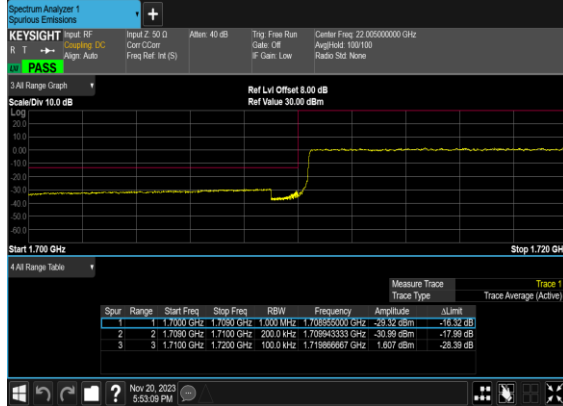 Spectrum Analyzer 1
Spurious Emissions
+
KEYSIGHT Input: RF Input Z: 50 Ω Atten: 40 dB Trig: Free Run Center Freq: 22.005000000 GHz
R T Coupling: DC Corr CCorr Gate: Off Avg|Hold: 100/100
Align: Auto Freq Ref: Int (S) IF Gain: Low Radio Std: None
PASS
3 All Range Graph
Ref Lvl Offset 8.00 dB
Scale/Div 10.0 dB Ref Value 30.00 dBm
Log
20.0
10.0
0.00
-10.0
-20.0
-30.0
-40.0
-50.0
-60.0
Start 1.700 GHz Stop 1.720 GH
4 All Range Table
Measure Trace Trace 1
Trace Type Trace Average (Active)
Spur Range Start Freq Stop Freq RBW Frequency Amplitude ΔLimit
1 1 1.7000 GHz 1.7090 GHz 1.000 MHz 1.708955000 GHz -29.32 dBm -16.32 dB
2 2 1.7090 GHz 1.7100 GHz 200.0 kHz 1.709943333 GHz -30.99 dBm -17.99 dB
3 3 1.7100 GHz 1.7200 GHz 100.0 kHz 1.719866667 GHz 1.607 dBm -28.39 dB
? Nov 20, 2023
5:53:09 PM